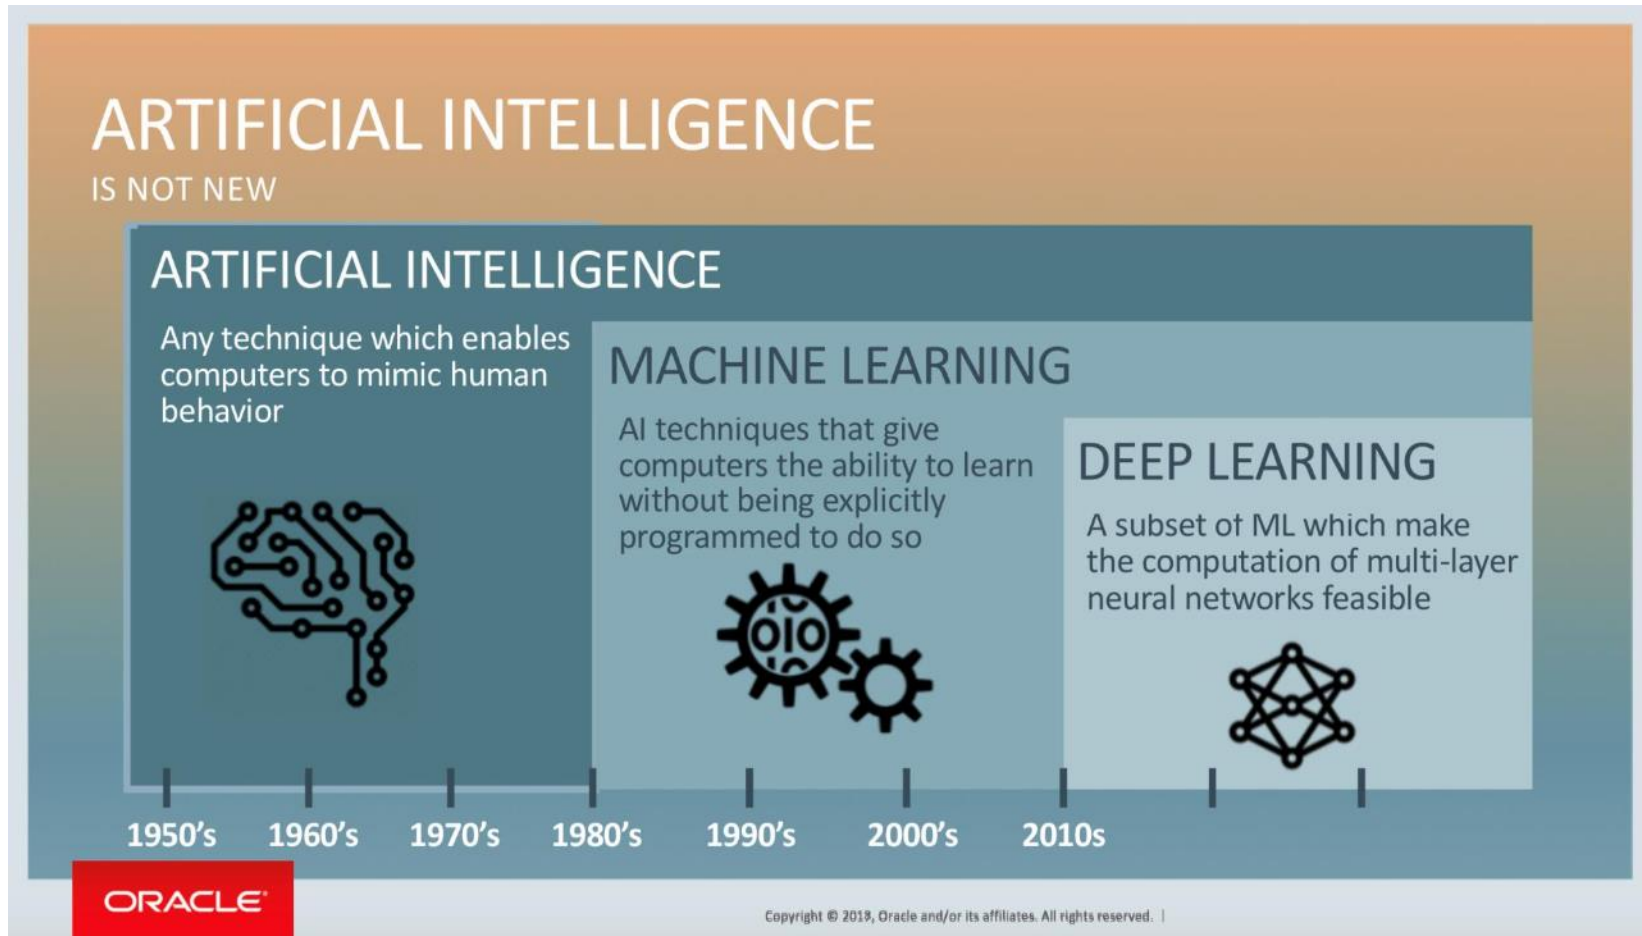 ARTIFICIAL INTELLIGENCE
IS NOT NEW
ARTIFICIAL INTELLIGENCE
Any technique which enables
computers to mimic human
behavior
MACHINE LEARNING
AI techniques that give
computers the ability to learn
without being explicitly
programmed to do so
DEEP LEARNING
A subset of ML which make
the computation of multi-layer
neural networks feasible
1950's 1960's 1970's 1980's 1990's 2000's 2010s
ORACLE®
Copyright © 2018, Oracle and/or its affiliates. All rights reserved. |